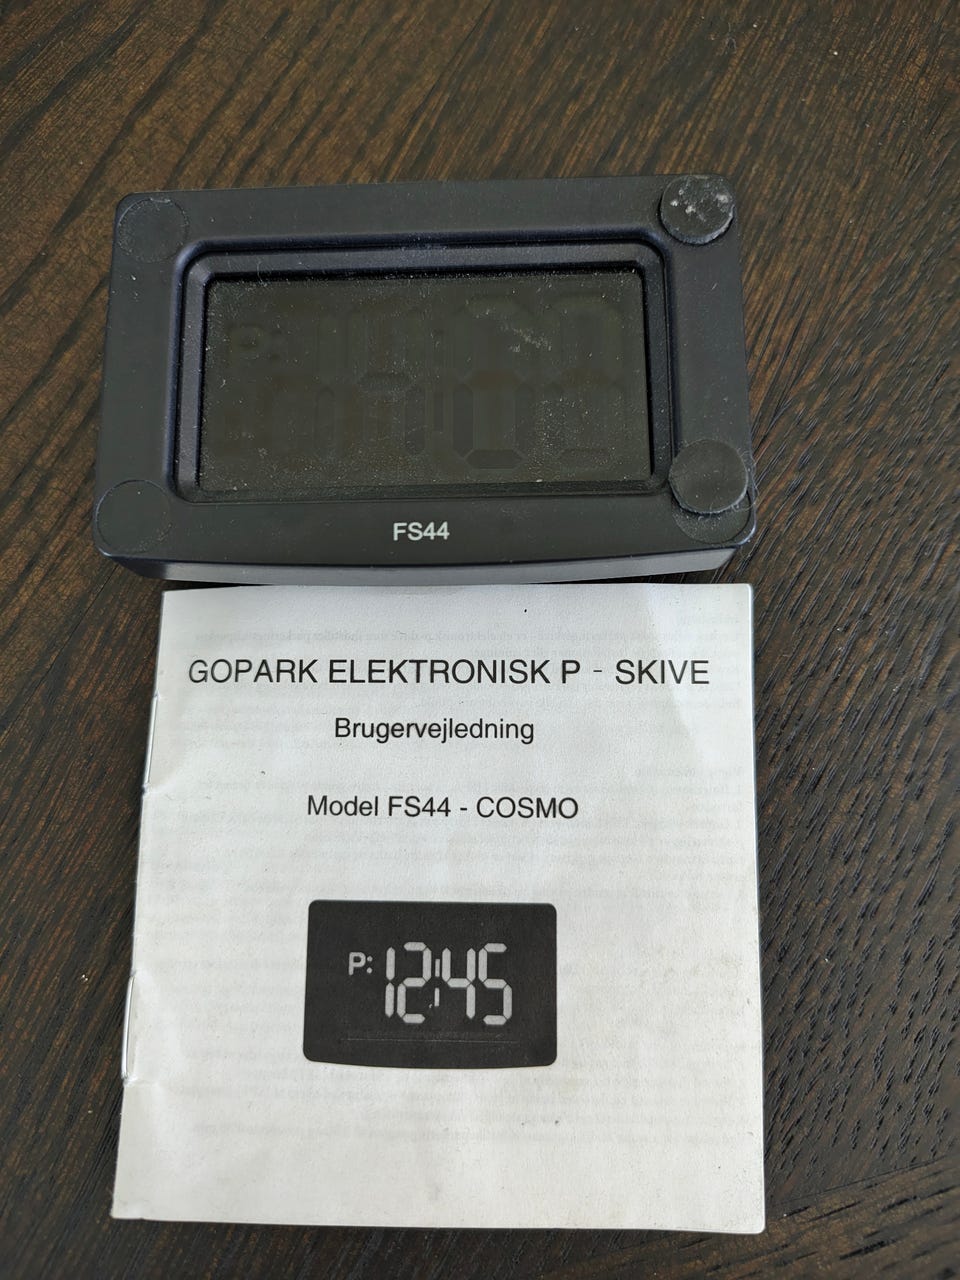 FS44
GOPARK ELEKTRONISK P - SKIVE
Brugervejledning
Model FS44 - COSMO
P: 12:45